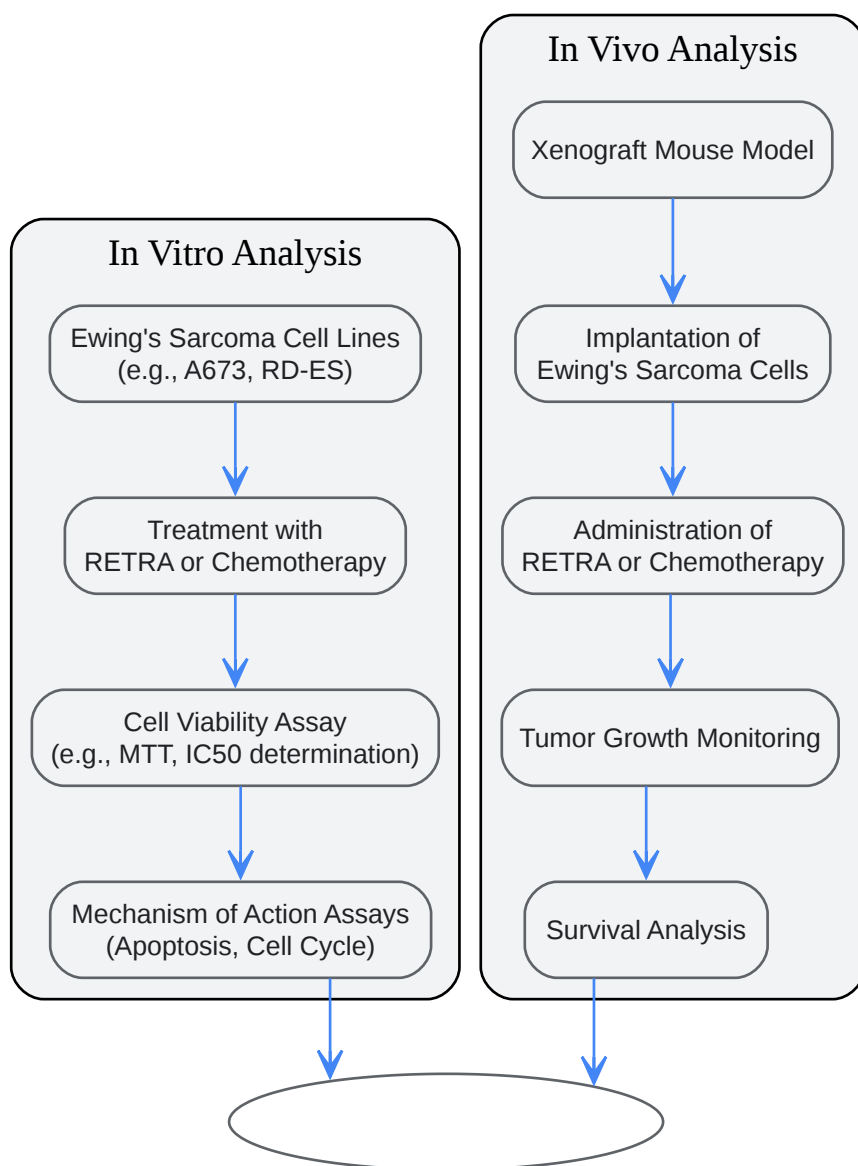 In Vitro Analysis
Ewing's Sarcoma Cell Lines
(e.g., A673, RD-ES)
Treatment with
RETRA or Chemotherapy
Cell Viability Assay
(e.g., MTT, IC50 determination)
Mechanism of Action Assays
(Apoptosis, Cell Cycle)
In Vivo Analysis
Xenograft Mouse Model
Implantation of
Ewing's Sarcoma Cells
Administration of
RETRA or Chemotherapy
Tumor Growth Monitoring
Survival Analysis